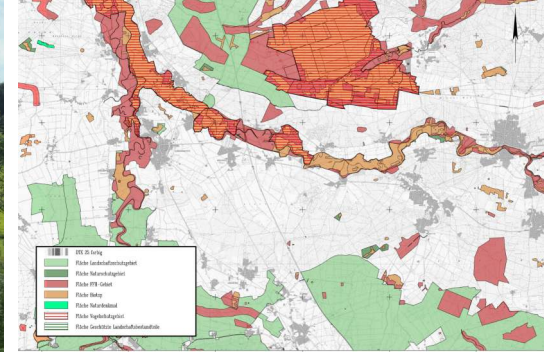 DTK 25 farbig
Fläche Landschaftsschutzgebiet
Fläche Naturschutzgebiet
Fläche FFH-Gebiet
Fläche Biotop
Fläche Naturdenkmal
Fläche Vogelschutzgebiet
Fläche Geschützte Landschaftsbestandteile